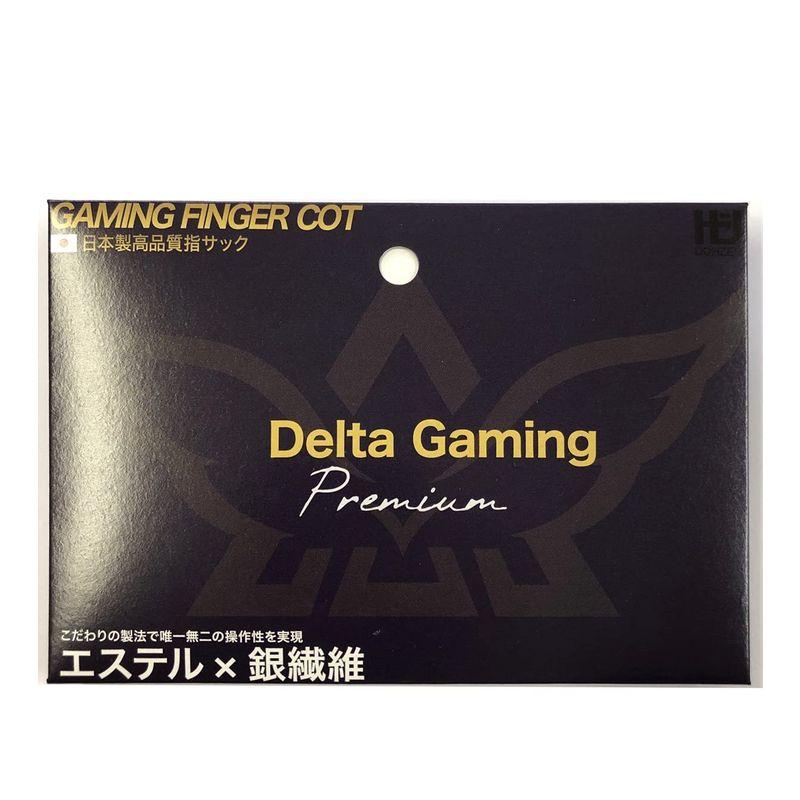 GAMING FINGER COT
日本製高品質指サック
Delta Gaming
Premium
こだわりの製法で唯一無二の操作性を実現
エステル × 銀繊維